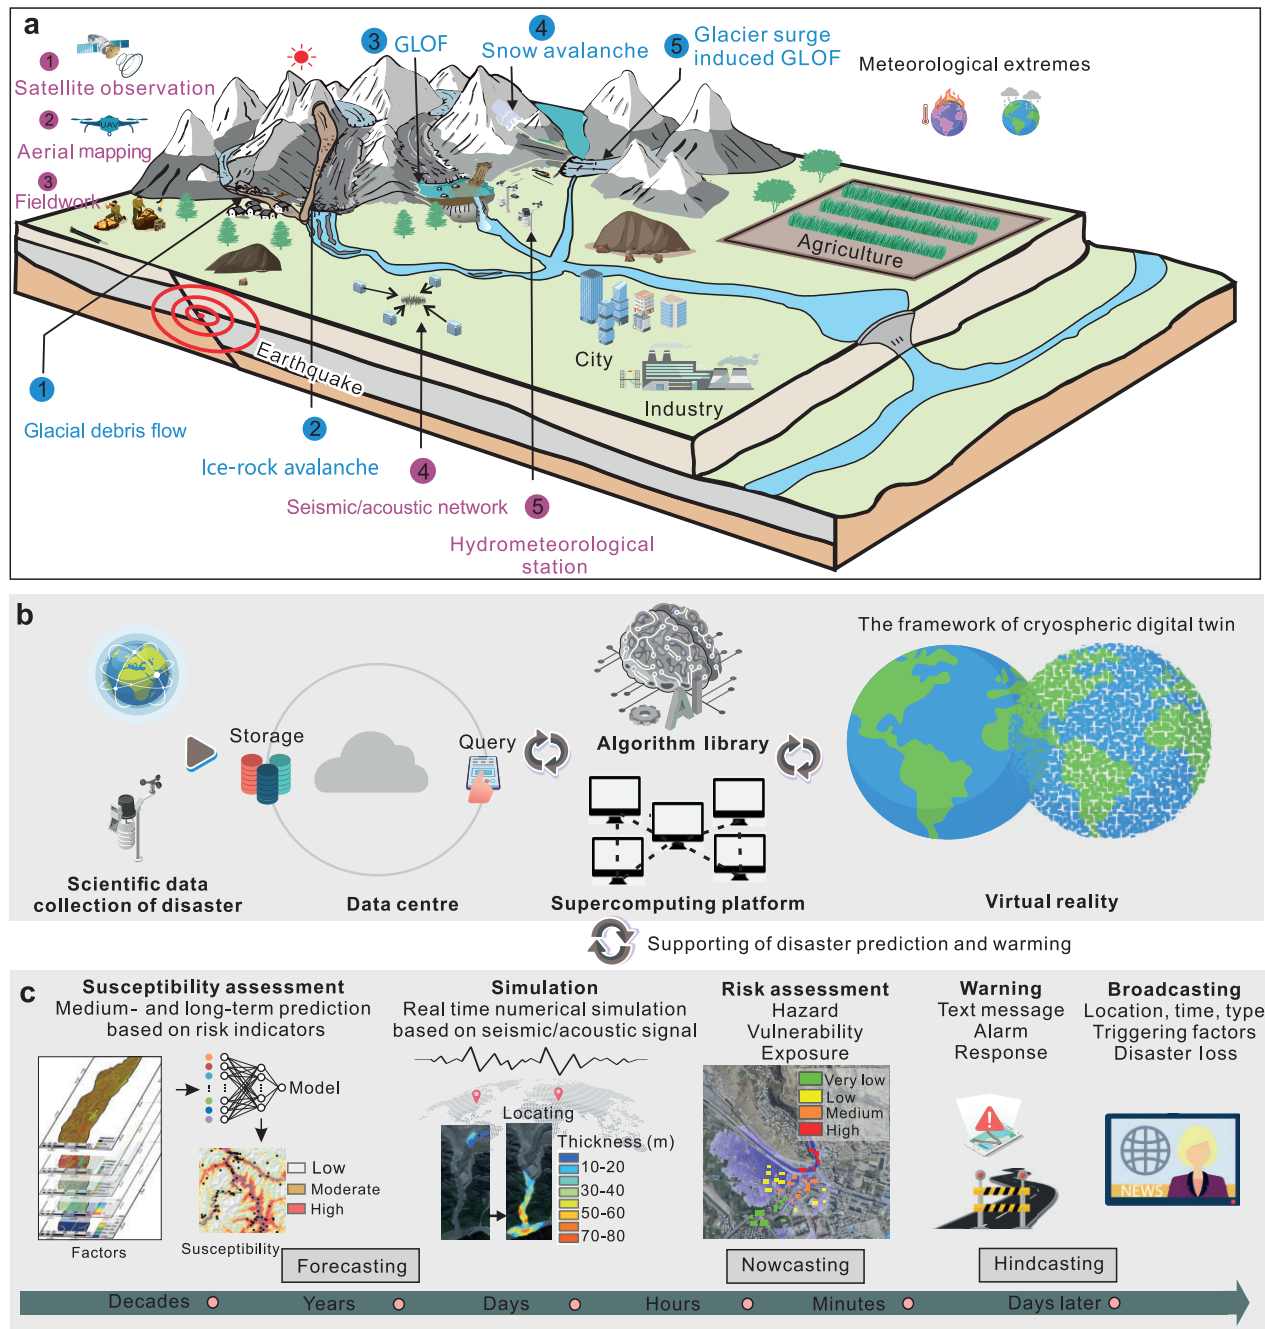 a
1
Satellite observation
2
UAV
Aerial mapping
3
Fieldwork
3 GLOF
4
Snow avalanche
5 Glacier surge
induced GLOF
Meteorological extremes
Agriculture
City
Industry
Earthquake
1
Glacial debris flow
2
Ice-rock avalanche
4
Seismic/acoustic network
5
Hydrometeorological
station
b
Storage
Query
Scientific data
collection of disaster
Data centre
AI
Algorithm library
Supercomputing platform
The framework of cryospheric digital twin
Virtual reality
Supporting of disaster prediction and warming
c
Susceptibility assessment
Medium- and long-term prediction
based on risk indicators
Model
Low
Moderate
High
Factors
Susceptibility
Simulation
Real time numerical simulation
based on seismic/acoustic signal
Locating
Thickness (m)
10-20
30-40
50-60
70-80
Risk assessment
Hazard
Vulnerability
Exposure
Very low
Low
Medium
High
Warning
Text message
Alarm
Response
Broadcasting
Location, time, type
Triggering factors
Disaster loss
NEWS
Forecasting
Nowcasting
Hindcasting
Decades
Years
Days
Hours
Minutes
Days later